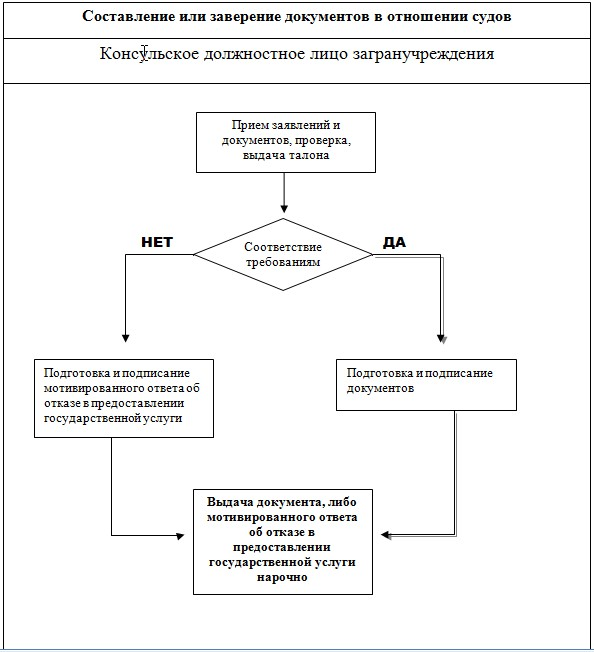 Составление или заверение документов в отношении судов
Консульское должностное лицо загранучреждения
Прием заявлений и
документов, проверка,
выдача талона
НЕТ
ДА
Соответствие
требованиям
Подготовка и подписание
мотивированного ответа об
отказе в предоставлении
государственной услуги
Подготовка и подписание
документов
Выдача документа, либо
мотивированного ответа
об отказе в
предоставлении
государственной услуги
нарочно